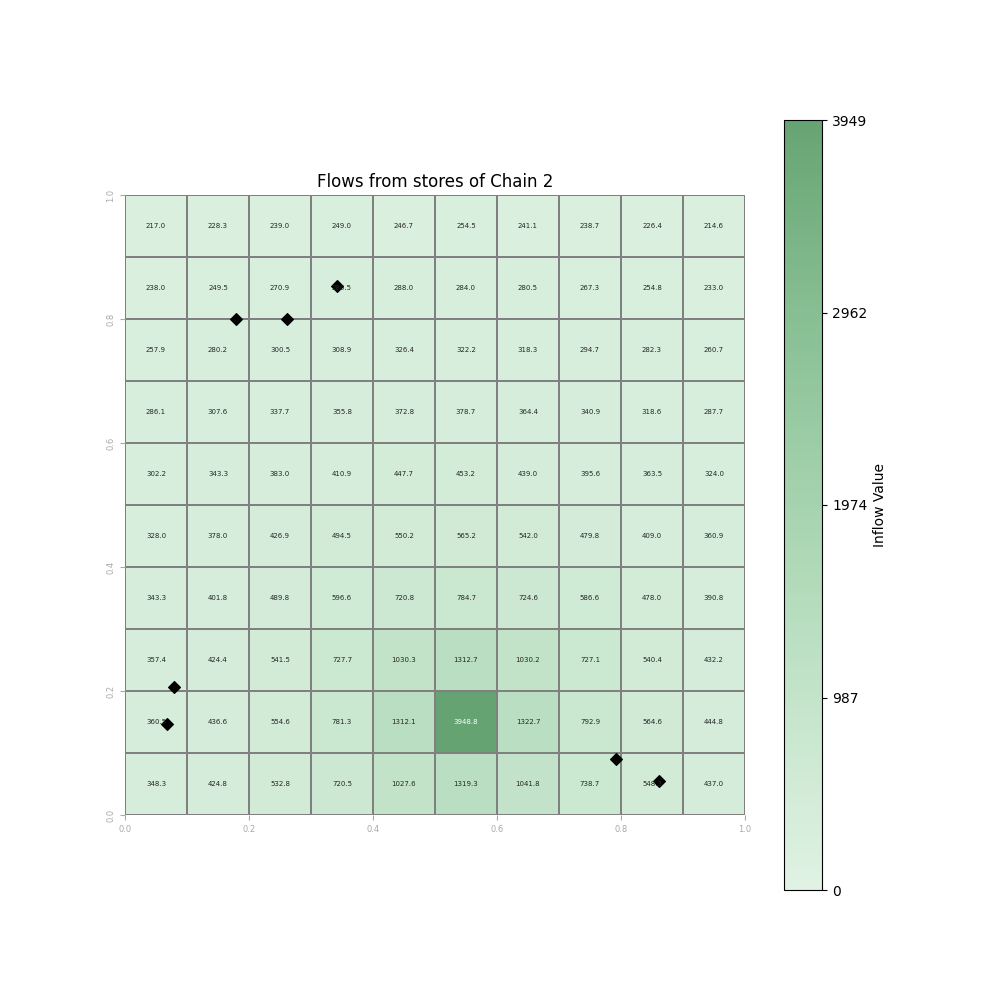 Flows from stores of Chain 2
3949
2962
1974
987
0
Inflow Value
1.0
0.8
0.6
0.4
0.2
0.0
217.0 228.3 239.0 249.0 246.7 254.5 241.1 238.7 226.4 214.6
238.0 249.5 270.9 288.0 284.0 280.5 267.3 254.8 233.0
257.9 280.2 300.5 308.9 326.4 322.2 318.3 294.7 282.3 260.7
286.1 307.6 337.7 355.8 372.8 378.7 364.4 340.9 318.6 287.7
302.2 343.3 383.0 410.9 447.7 453.2 439.0 395.6 363.5 324.0
328.0 378.0 426.9 494.5 550.2 565.2 542.0 479.8 409.0 360.9
343.3 401.8 489.8 596.6 720.8 784.7 724.6 586.6 478.0 390.8
357.4 424.4 541.5 727.7 1030.3 1312.7 1030.2 727.1 540.4 432.2
436.6 554.6 781.3 1312.1 3948.8 1322.7 792.9 564.6 444.8
348.3 424.8 532.8 720.5 1027.6 1319.3 1041.8 738.7 437.0
0.0 0.2 0.4 0.6 0.8 1.0